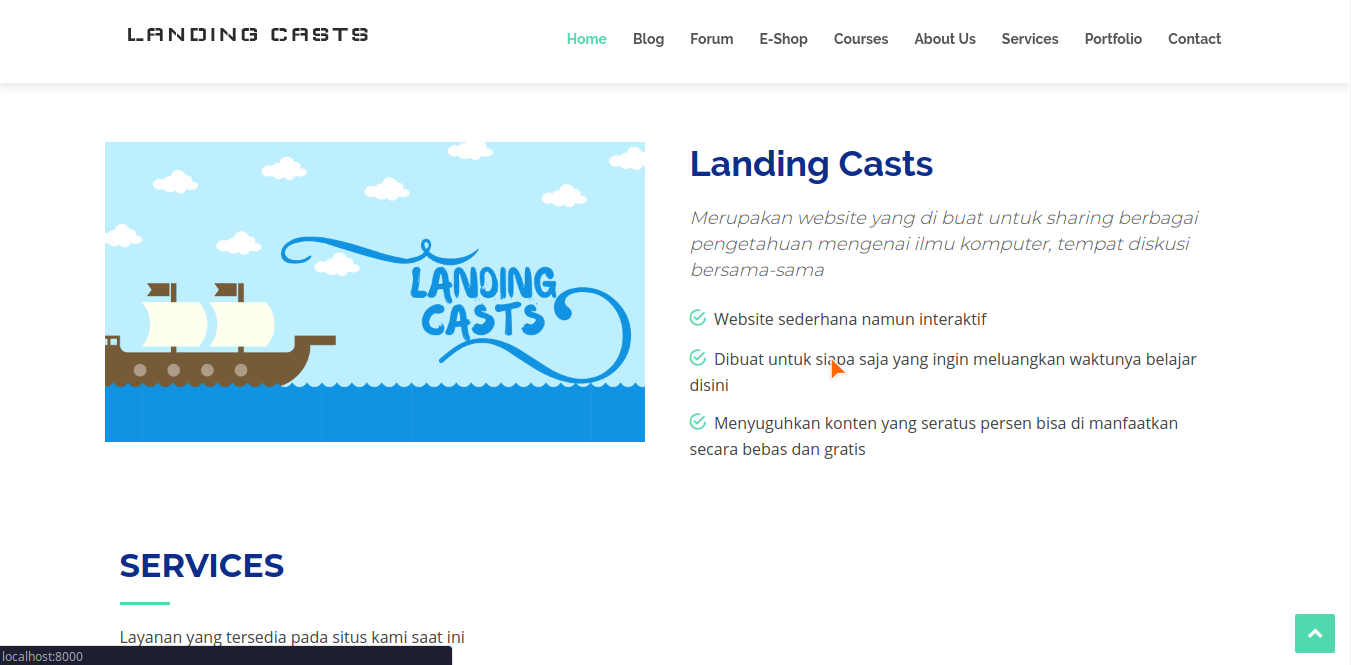 LANDING CASTS
Home Blog Forum E-Shop Courses About Us Services Portfolio Contact
LANDING
CASTS
Landing Casts
Merupakan website yang di buat untuk sharing berbagai
pengetahuan mengenai ilmu komputer, tempat diskusi
bersama-sama
Website sederhana namun interaktif
Dibuat untuk siapa saja yang ingin meluangkan waktunya belajar
disini
Menyuguhkan konten yang seratus persen bisa di manfaatkan
secara bebas dan gratis
SERVICES
Layanan yang tersedia pada situs kami saat ini
localhost:8000